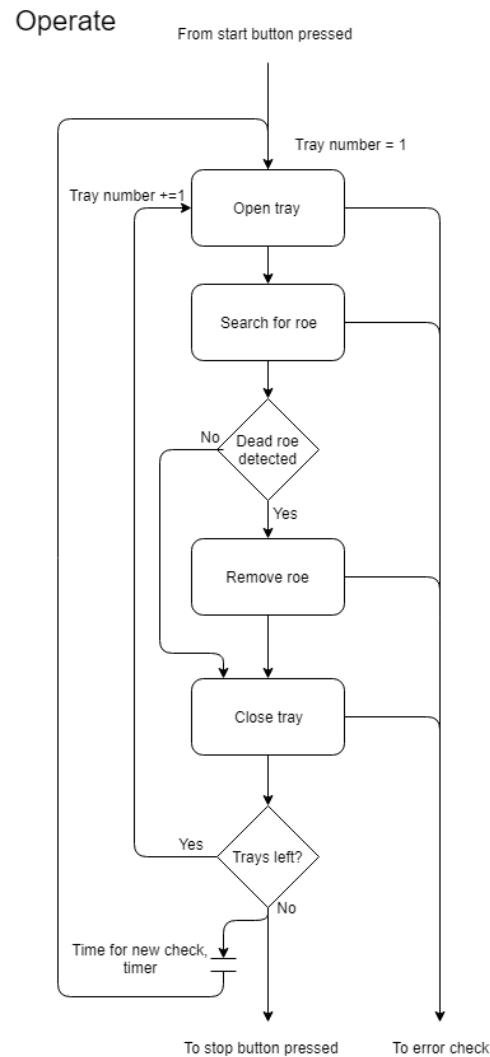 Operate
From start button pressed
Tray number = 1
Tray number +=1
Open tray
Search for roe
No
Dead roe
detected
Yes
Remove roe
Close tray
Yes
Trays left?
No
Time for new check,
timer
To stop button pressed
To error check